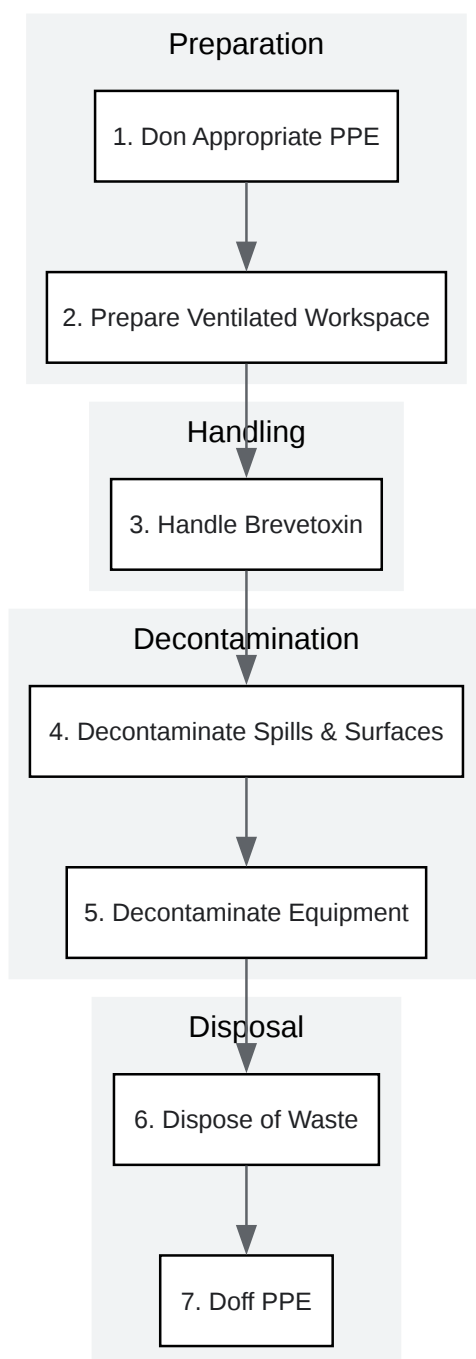 Preparation
1. Don Appropriate PPE
2. Prepare Ventilated Workspace
Handling
3. Handle Brevetoxin
Decontamination
4. Decontaminate Spills & Surfaces
5. Decontaminate Equipment
Disposal
6. Dispose of Waste
7. Doff PPE